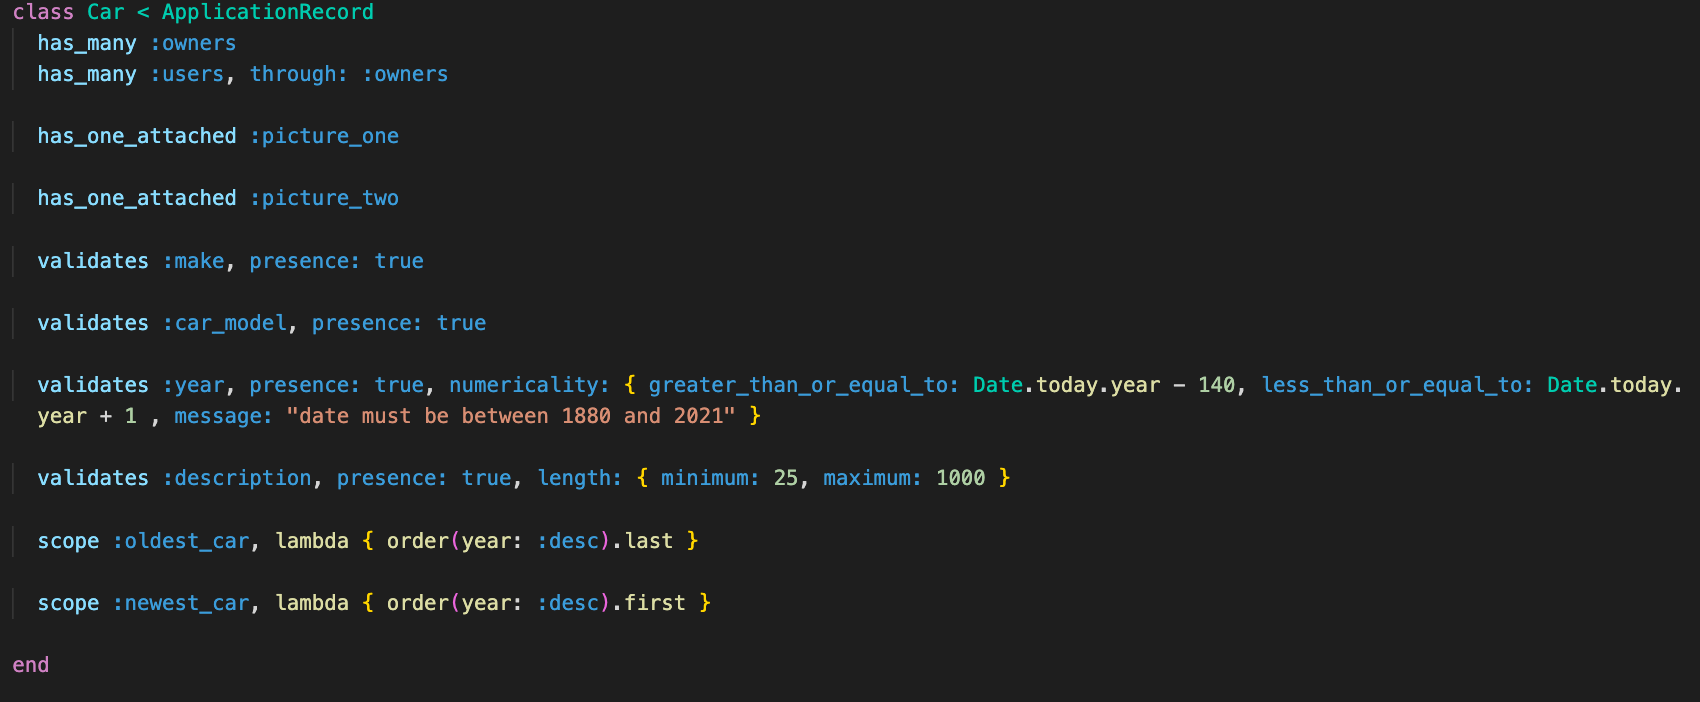 class Car < ApplicationRecord
  has_many :owners
  has_many :users, through: :owners

  has_one_attached :picture_one

  has_one_attached :picture_two

  validates :make, presence: true

  validates :car_model, presence: true

  validates :year, presence: true, numericality: { greater_than_or_equal_to: Date.today.year - 140, less_than_or_equal_to: Date.today.
  year + 1 , message: "date must be between 1880 and 2021" }

  validates :description, presence: true, length: { minimum: 25, maximum: 1000 }

  scope :oldest_car, lambda { order(year: :desc).last }

  scope :newest_car, lambda { order(year: :desc).first }

end